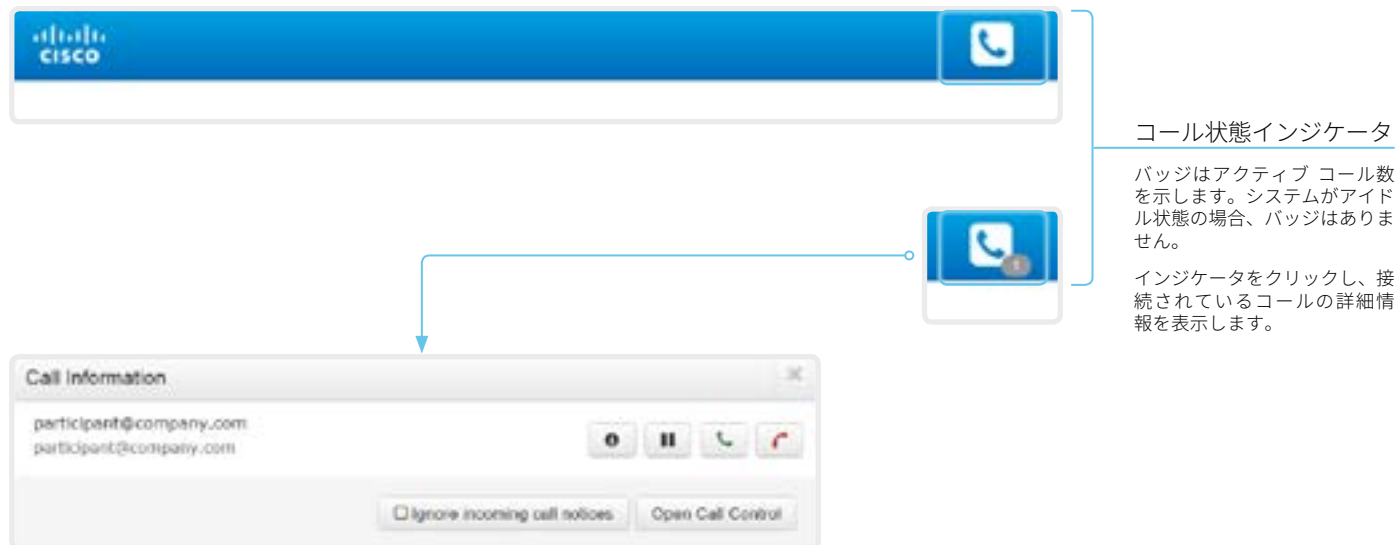 CISCO
コール状態インジケータ
バッジはアクティブ コール数
を示します。システムがアイド
ル状態の場合、バッジはありま
せん。
インジケータをクリックし、接
続されているコールの詳細情
報を表示します。
1
Call Information
participant@company.com
participant@company.com
Ignore incoming call notices
Open Call Control